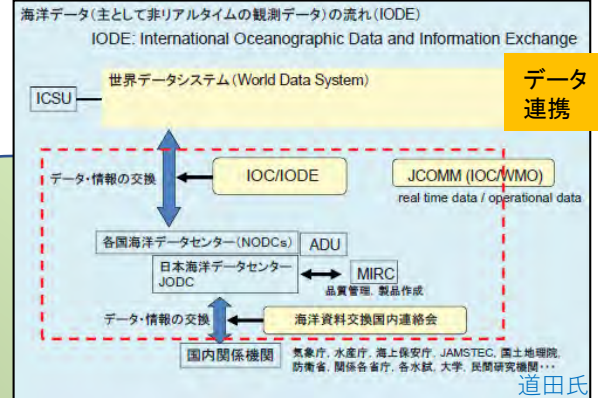 海洋データ(主として非リアルタイムの観測データ)の流れ(IODE)
IODE: International Oceanographic Data and Information Exchange
世界データシステム(World Data System)
データ
連携
ICSU
データ・情報の交換
IOC/IODE
JCOMM (IOC/WMO)
real time data / operational data
各国海洋データセンター(NODCs)
ADU
日本海洋データセンター
JODC
MIRC
品質管理, 製品作成
データ・情報の交換
海洋資料交換国内連絡会
国内関係機関
気象庁, 水産庁, 海上保安庁, JAMSTEC, 国土地理院,
防衛省, 関係各省庁, 各水試, 大学, 民間研究機関・・・
道田氏